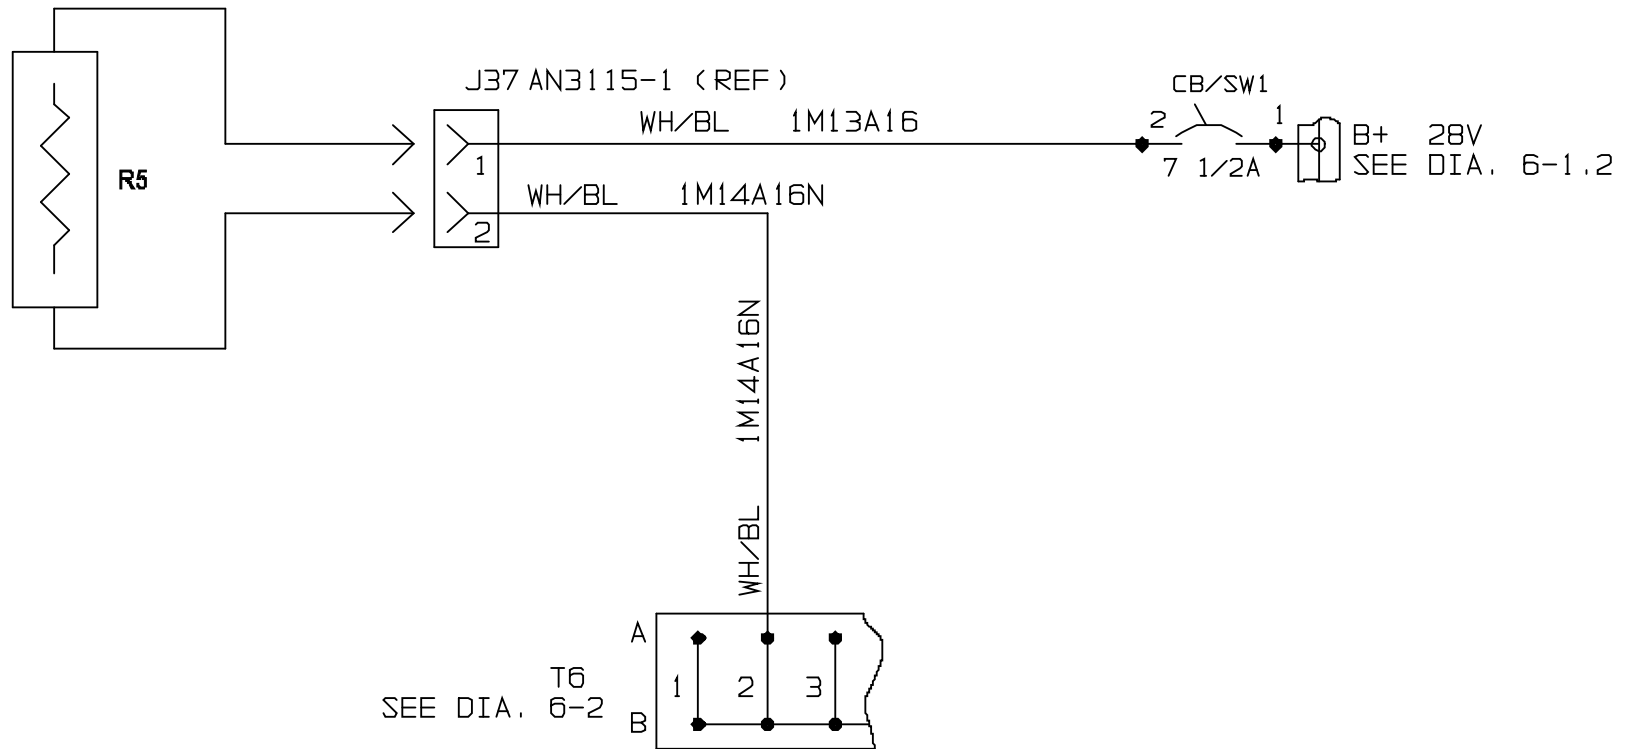 J37 AN3115-1 (REF)
CB/SW1
WH/BL 1M13A16
2
1
B+ 28V
1
7 1/2A
SEE DIA. 6-1.2
R5
WH/BL 1M14A16N
2
WH/BL 1M14A16N
A
T6
1 2 3
SEE DIA. 6-2
B